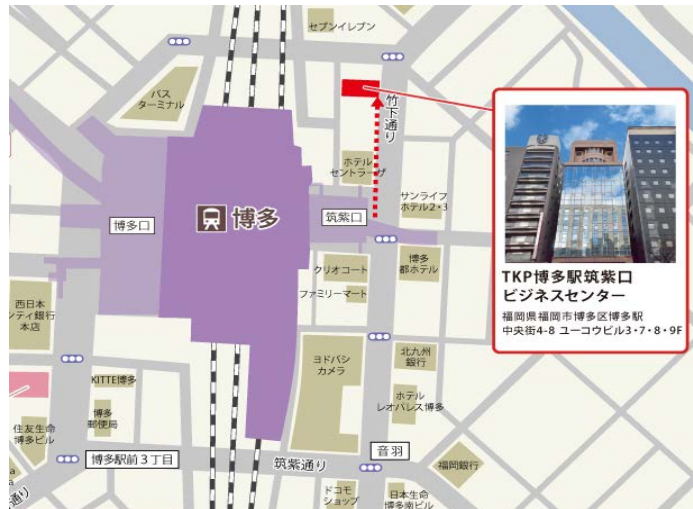 セブンイレブン
バス
ターミナル
竹下通り
ホテル
セントラーザ
サンライフ
ホテル2・3
博多口
博多
筑紫口
クリオコート
博多
都ホテル
ファミリーマート
TKP博多駅筑紫口
ビジネスセンター
福岡県福岡市博多区博多駅
中央街4-8 ユーコウビル3・7・8・9F
西日本
ンティ銀行
本店
ヨドバシ
カメラ
北九州
銀行
KITTE博多
ホテル
レオパレス博多
博多
郵便局
住友生命
博多ビル
博多駅前3丁目
筑紫通り
音羽
福岡銀行
ドコモ
ショップ
日本生命
博多南ビル
通り